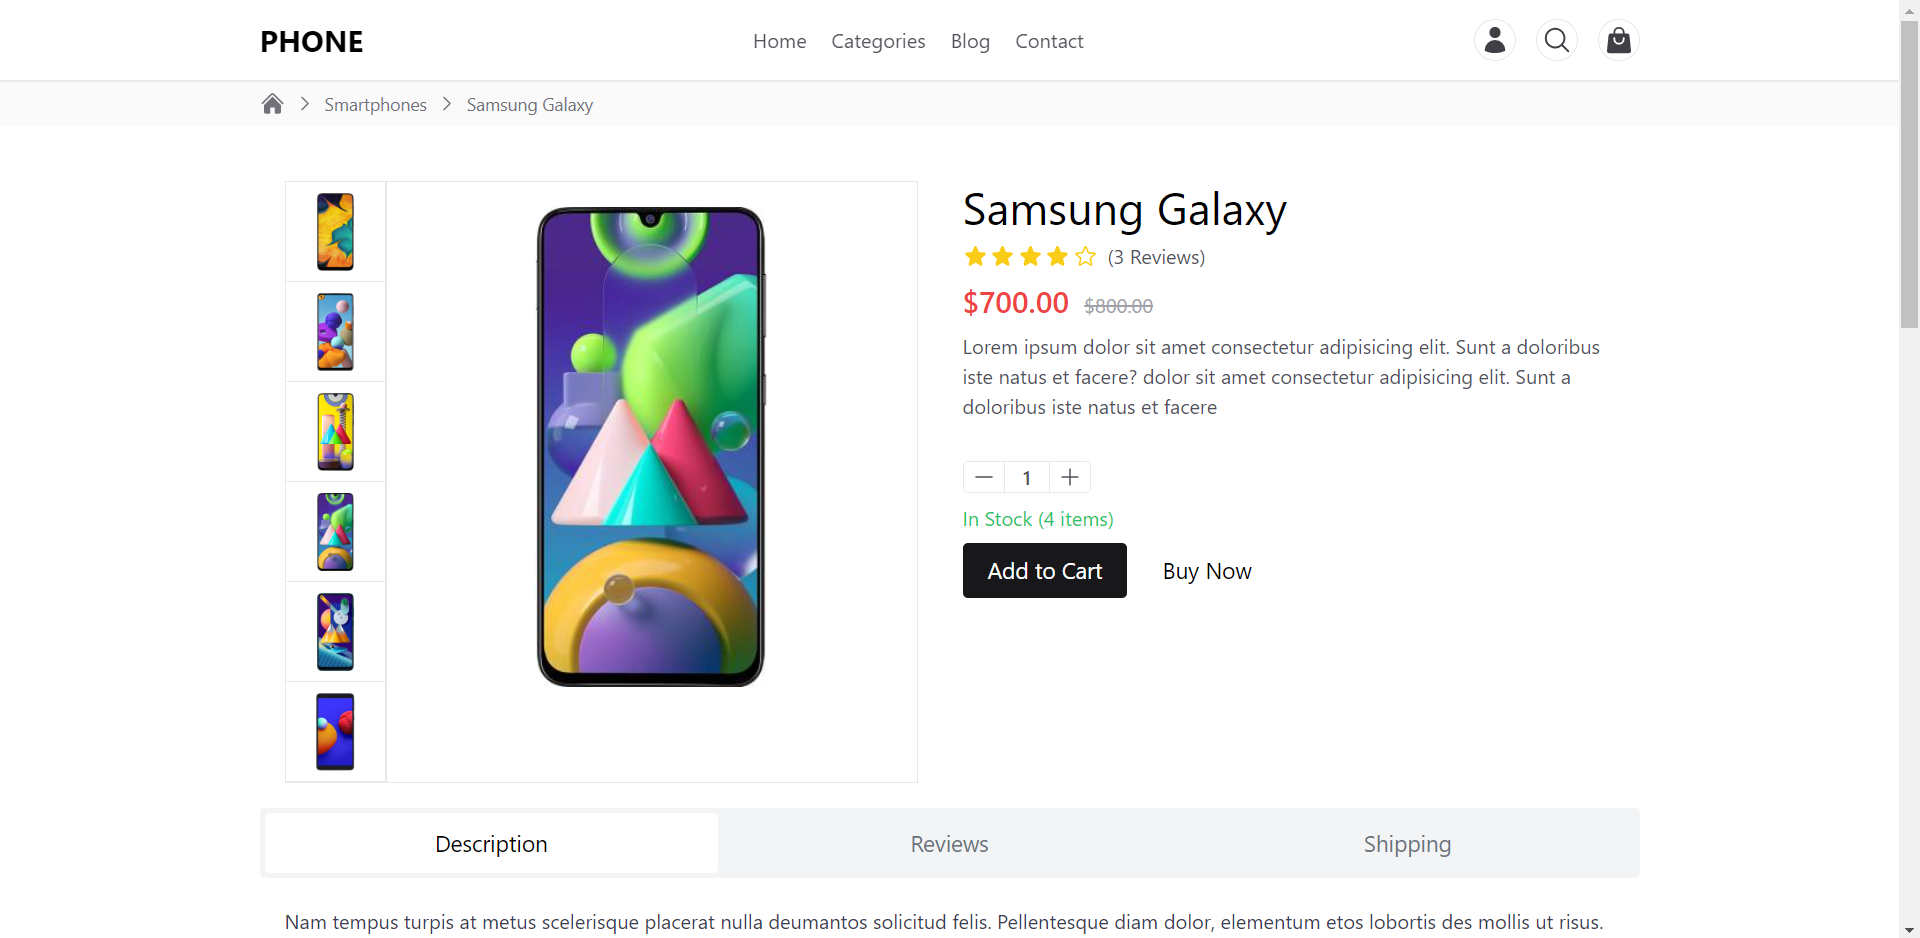 PHONE
Home Categories Blog Contact
Smartphones Samsung Galaxy
Samsung Galaxy
(3 Reviews)
$700.00 $800.00
Lorem ipsum dolor sit amet consectetur adipisicing elit. Sunt a doloribus
iste natus et facere? dolor sit amet consectetur adipisicing elit. Sunt a
doloribus iste natus et facere
1
In Stock (4 items)
Add to Cart Buy Now
Description Reviews Shipping
Nam tempus turpis at metus scelerisque placerat nulla deumantos solicitud felis. Pellentesque diam dolor, elementum etos lobortis des mollis ut risus.